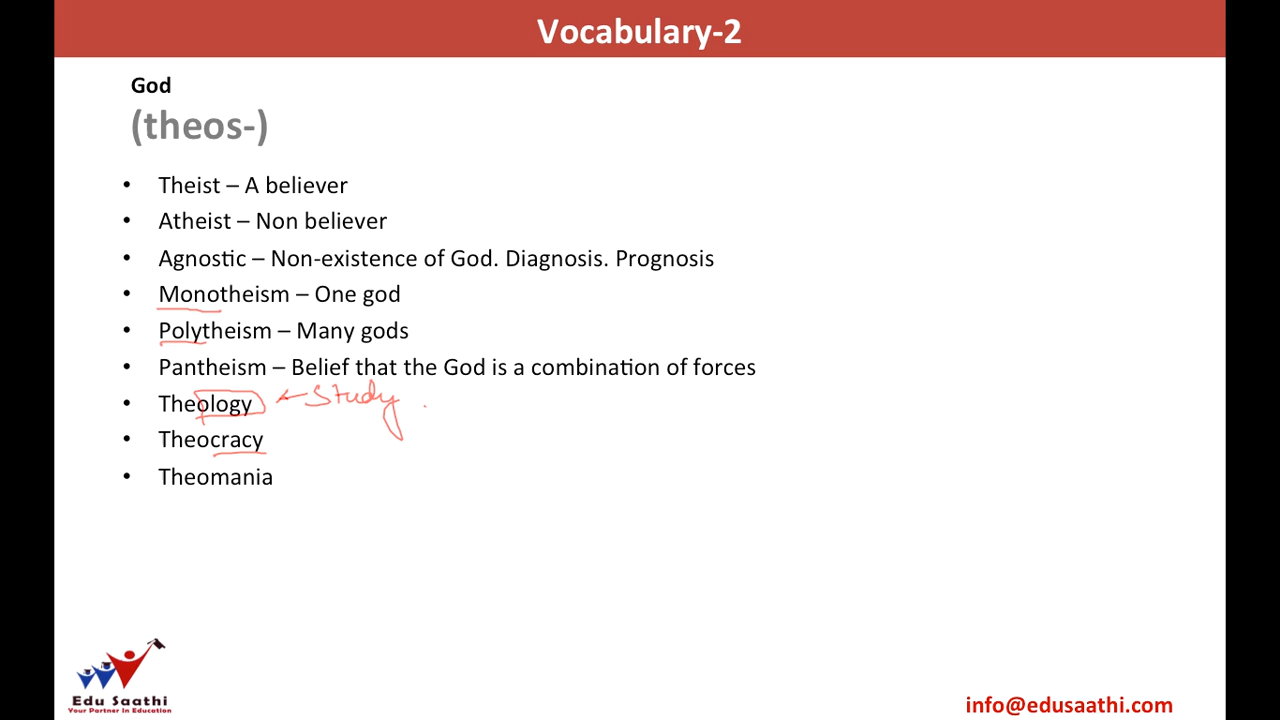 Vocabulary-2
God
(theos-)
• Theist – A believer
• Atheist – Non believer
• Agnostic – Non-existence of God. Diagnosis. Prognosis
• Monotheism – One god
• Polytheism – Many gods
• Pantheism – Belief that the God is a combination of forces
• Theology ← Study
• Theocracy
• Theomania
Edu Saathi
Your Partner In Education
info@edusaathi.com